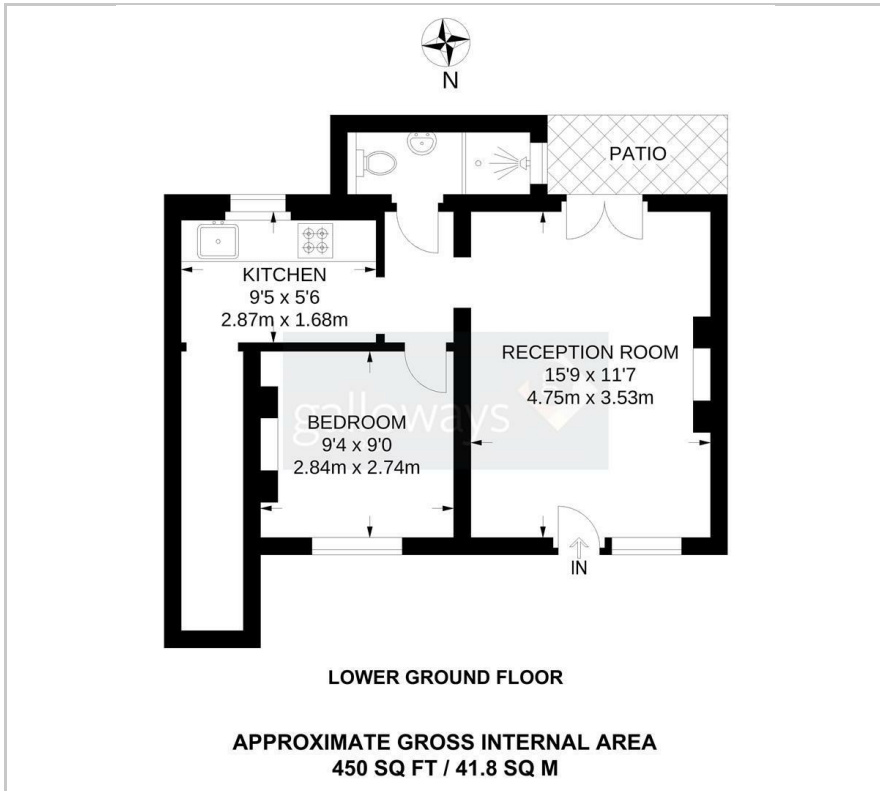 N
PATIO
KITCHEN
9'5 x 5'6
2.87m x 1.68m
RECEPTION ROOM
15'9 x 11'7
4.75m x 3.53m
galloways
BEDROOM
9'4 x 9'0
2.84m x 2.74m
IN
LOWER GROUND FLOOR
APPROXIMATE GROSS INTERNAL AREA
450 SQ FT / 41.8 SQ M